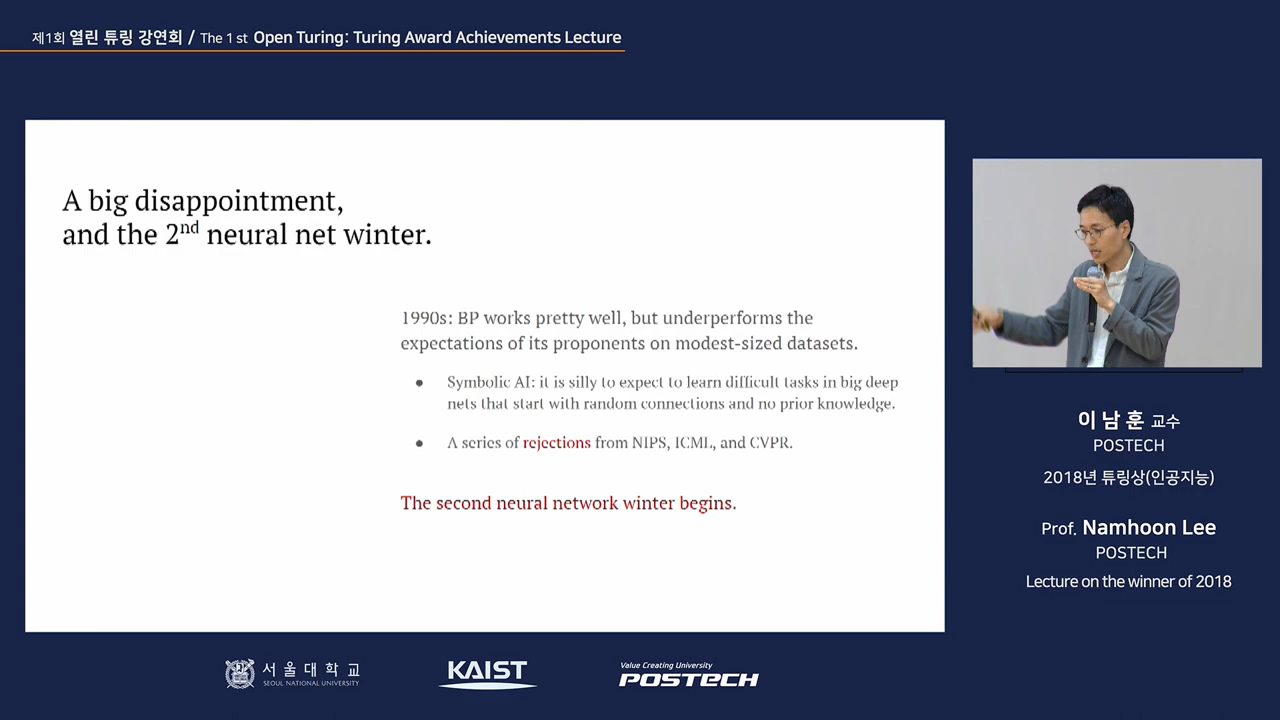 제1회 열린 튜링 강연회 / The 1 st Open Turing: Turing Award Achievements Lecture
A big disappointment,
and the 2nd neural net winter.
1990s: BP works pretty well, but underperforms the
expectations of its proponents on modest-sized datasets.
● Symbolic AI: it is silly to expect to learn difficult tasks in big deep
nets that start with random connections and no prior knowledge.
● A series of rejections from NIPS, ICML, and CVPR.
The second neural network winter begins.
이 남 훈 교수
POSTECH
2018년 튜링상(인공지능)
Prof. Namhoon Lee
POSTECH
Lecture on the winner of 2018
서울대학교
SEOUL NATIONAL UNIVERSITY
KAIST
Value Creating University
POSTECH